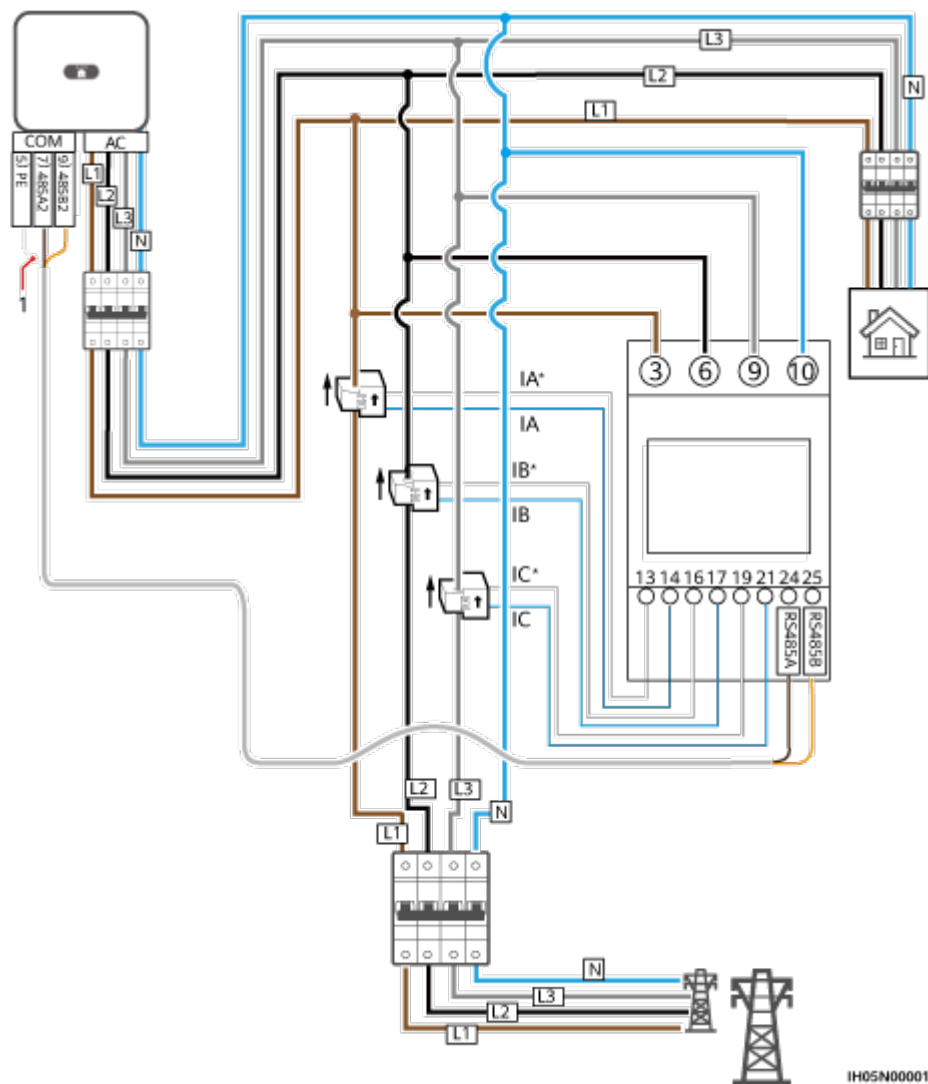 L3
L2
N
L1
COM
AC
5) PE
7) 485A2
9) 485B2
L1
L2
L3
N
1
3
6
9
10
IA*
IA
IB*
IB
IC*
IC
13 14 16 17 19 21 24 25
RS485A
RS485B
L2
L3
N
L1
N
L3
L2
L1
IH05N00001